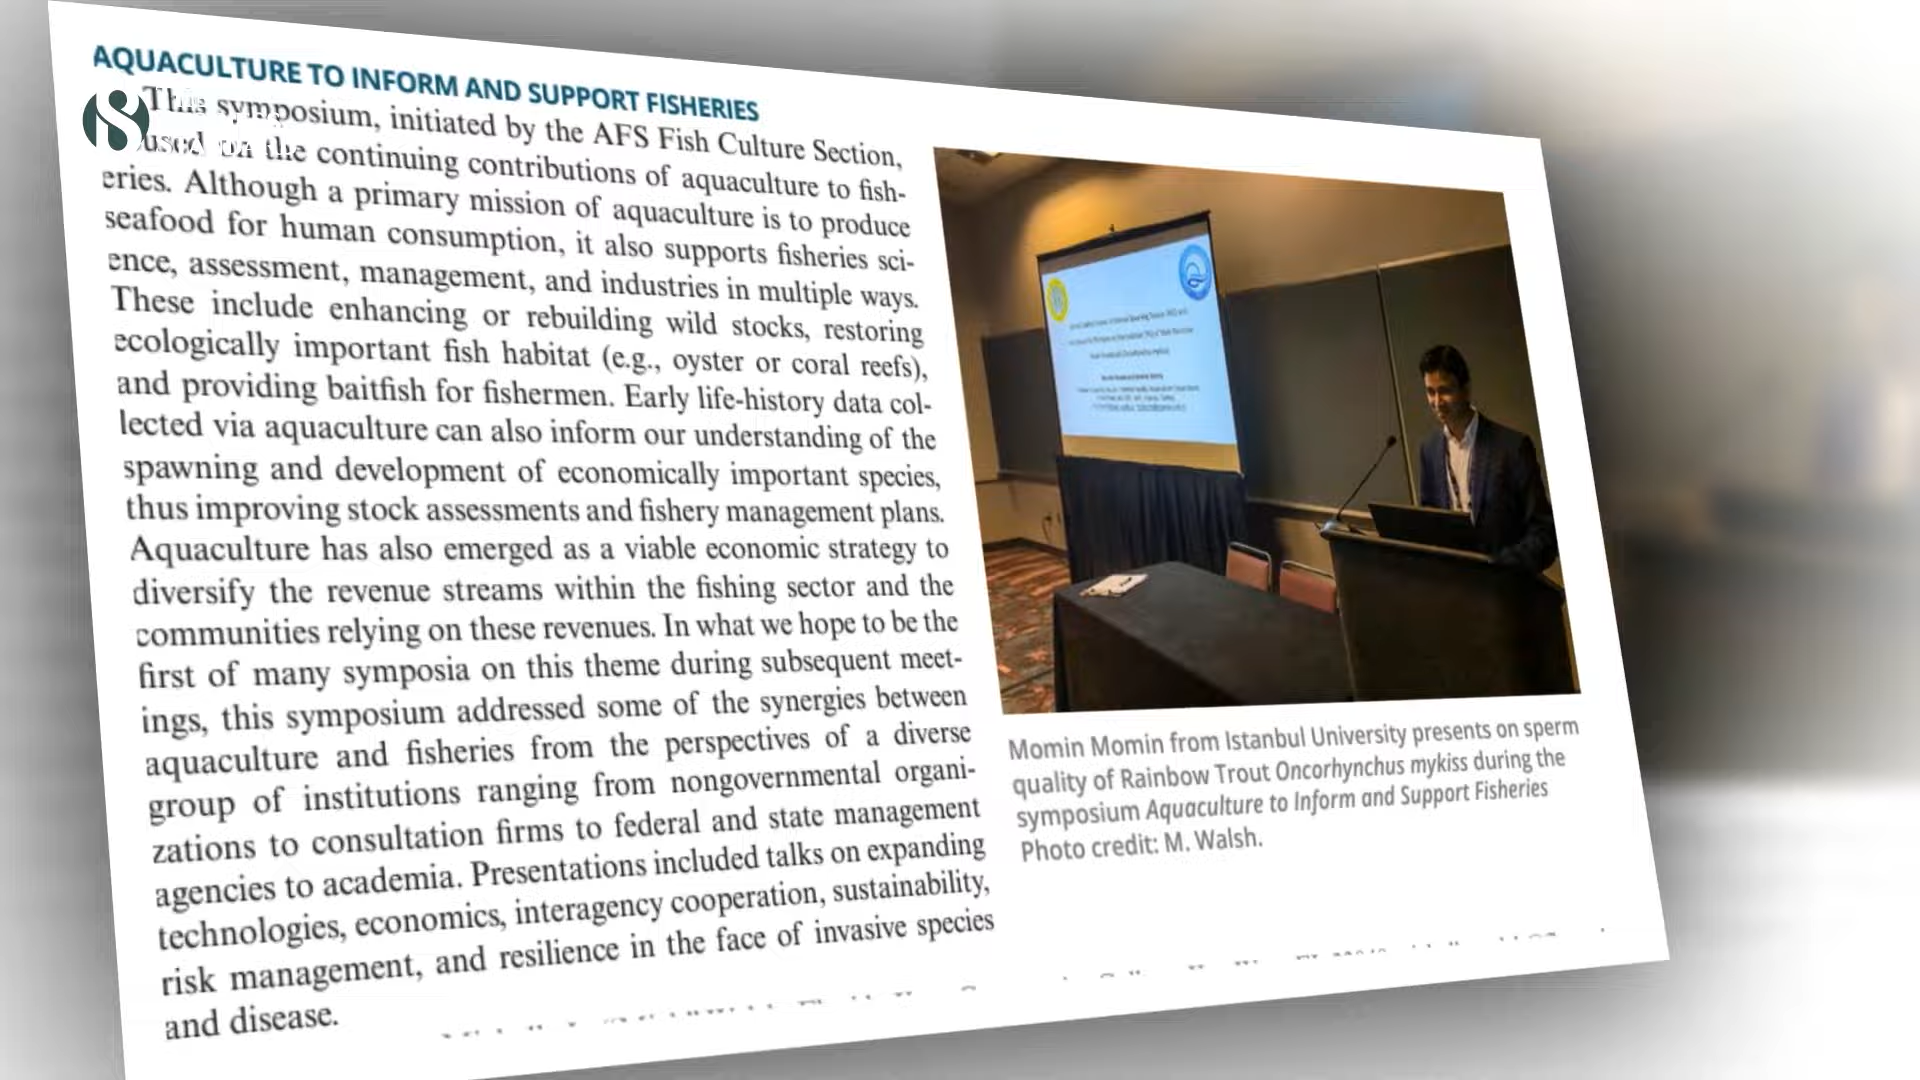 AQUACULTURE TO INFORM AND SUPPORT FISHERIES
This symposium, initiated by the AFS Fish Culture Section,
used on the continuing contributions of aquaculture to fish-
eries. Although a primary mission of aquaculture is to produce
seafood for human consumption, it also supports fisheries sci-
ence, assessment, management, and industries in multiple ways.
These include enhancing or rebuilding wild stocks, restoring
ecologically important fish habitat (e.g., oyster or coral reefs),
and providing baitfish for fishermen. Early life-history data col-
lected via aquaculture can also inform our understanding of the
spawning and development of economically important species,
thus improving stock assessments and fishery management plans.
Aquaculture has also emerged as a viable economic strategy to
diversify the revenue streams within the fishing sector and the
communities relying on these revenues. In what we hope to be the
first of many symposia on this theme during subsequent meet-
ings, this symposium addressed some of the synergies between
aquaculture and fisheries from the perspectives of a diverse
group of institutions ranging from nongovernmental organi-
zations to consultation firms to federal and state management
agencies to academia. Presentations included talks on expanding
technologies, economics, interagency cooperation, sustainability,
risk management, and resilience in the face of invasive species
and disease.
Momin Momin from Istanbul University presents on sperm
quality of Rainbow Trout Oncorhynchus mykiss during the
symposium Aquaculture to Inform and Support Fisheries
Photo credit: M. Walsh.